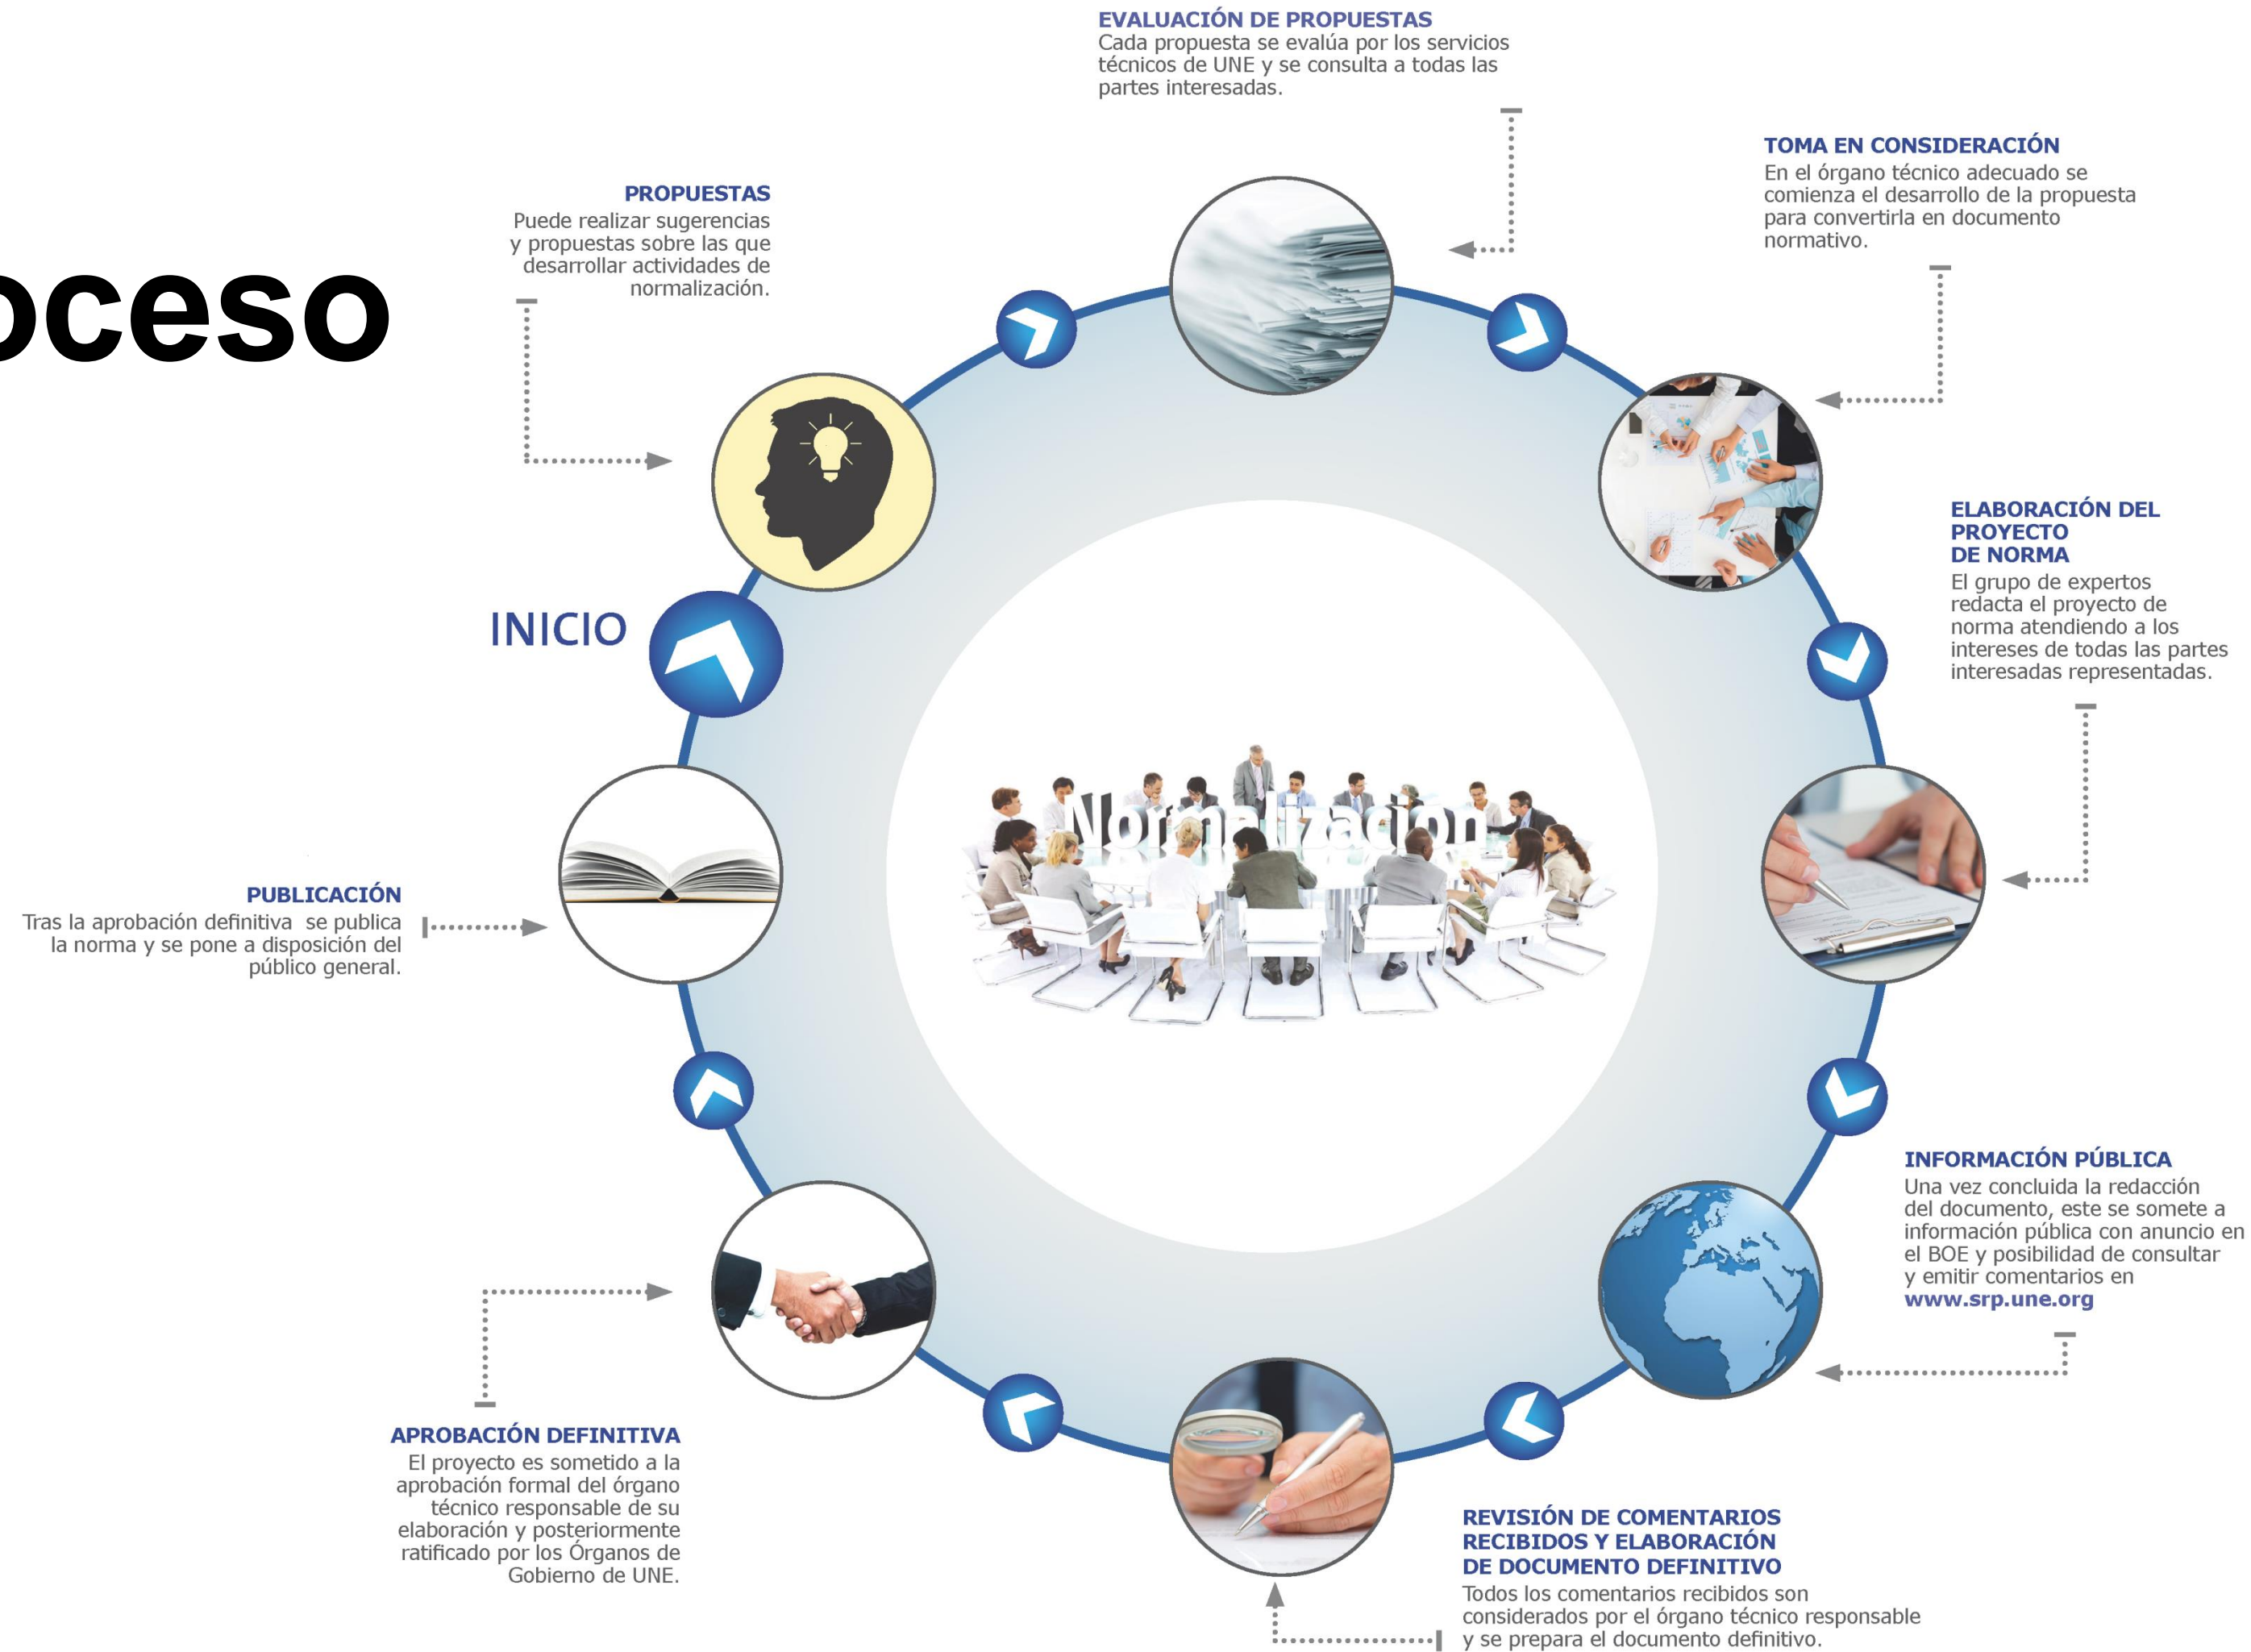 oceso
INICIO
PROPUESTAS
Puede realizar sugerencias
y propuestas sobre las que
desarrollar actividades de
normalización.
EVALUACIÓN DE PROPUESTAS
Cada propuesta se evalúa por los servicios
técnicos de UNE y se consulta a todas las
partes interesadas.
TOMA EN CONSIDERACIÓN
En el órgano técnico adecuado se
comienza el desarrollo de la propuesta
para convertirla en documento
normativo.
ELABORACIÓN DEL
PROYECTO
DE NORMA
El grupo de expertos
redacta el proyecto de
norma atendiendo a los
intereses de todas las partes
interesadas representadas.
INFORMACIÓN PÚBLICA
Una vez concluida la redacción
del documento, este se somete a
información pública con anuncio en
el BOE y posibilidad de consultar
y emitir comentarios en
www.srp.une.org
REVISIÓN DE COMENTARIOS
RECIBIDOS Y ELABORACIÓN
DE DOCUMENTO DEFINITIVO
Todos los comentarios recibidos son
considerados por el órgano técnico responsable
y se prepara el documento definitivo.
APROBACIÓN DEFINITIVA
El proyecto es sometido a la
aprobación formal del órgano
técnico responsable de su
elaboración y posteriormente
ratificado por los Órganos de
Gobierno de UNE.
PUBLICACIÓN
Tras la aprobación definitiva se publica
la norma y se pone a disposición del
público general.
Normalización